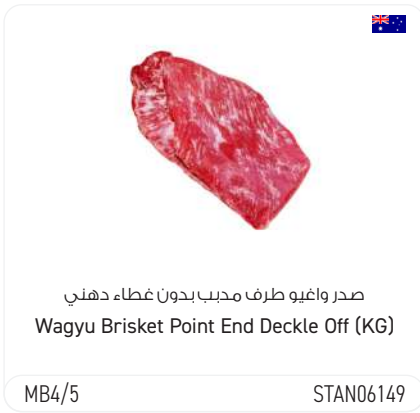 صدر واغيو طرف مدبب بدون غطاء دهني
Wagyu Brisket Point End Deckle Off (KG)
MB4/5
STAN06149